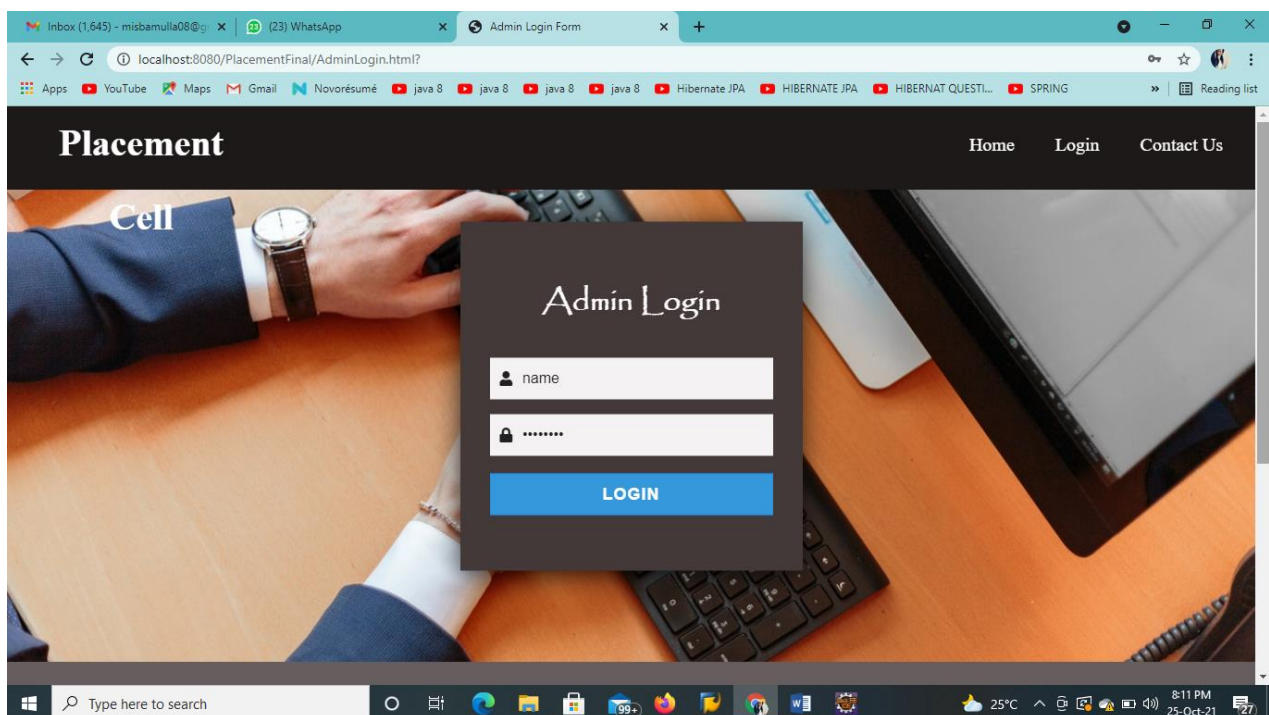 Inbox (1,645) - misbamulla08@g
(23) WhatsApp
Admin Login Form
localhost:8080/PlacementFinal/AdminLogin.html?
Apps YouTube Maps Gmail Novorésumé java 8 java 8 java 8 java 8 Hibernate JPA HIBERNATE JPA HIBERNAT QUESTI... SPRING » Reading list
Placement
Home Login Contact Us
Cell
Admin Login
name
••••••••
LOGIN
Type here to search
99+
25°C
8:11 PM
25-Oct-21
27